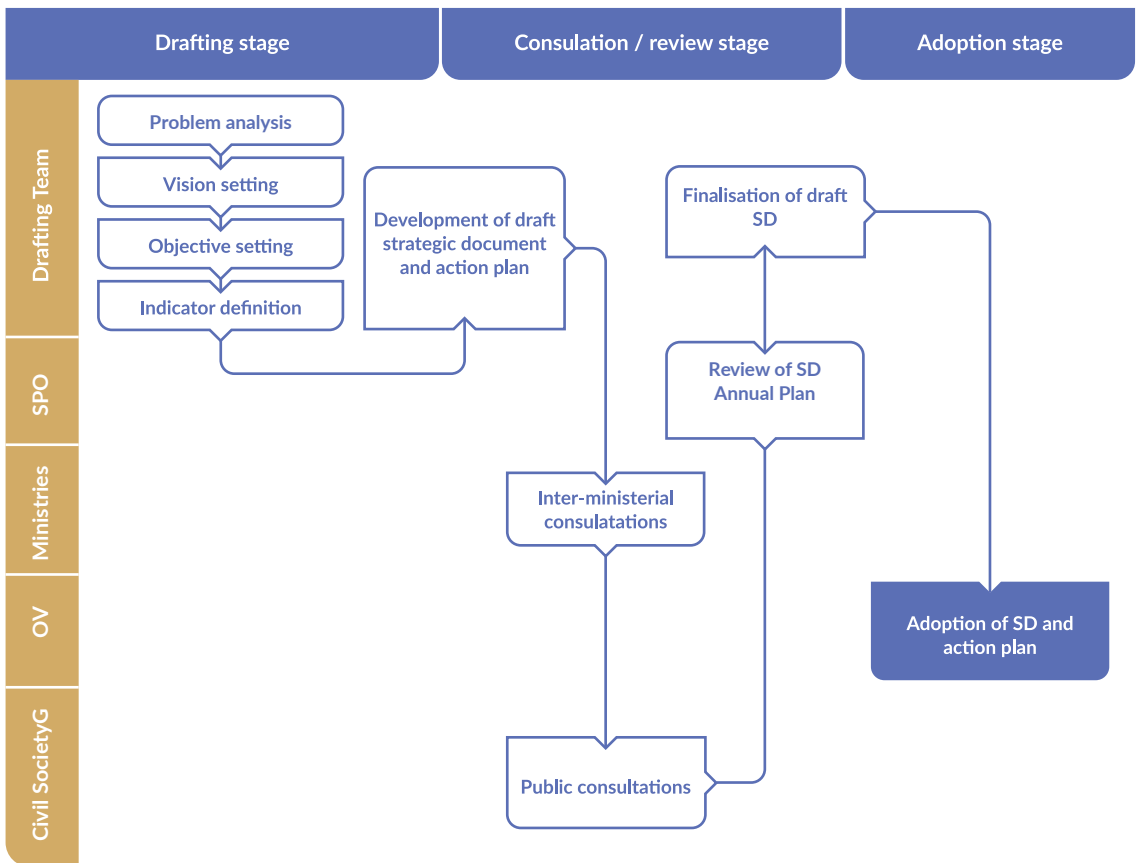 Drafting stage
Consulation / review stage
Adoption stage
Drafting Team
SPO
Ministries
OV
Civil SocietyG
Problem analysis
Vision setting
Objective setting
Indicator definition
Development of draft
strategic document
and action plan
Finalisation of draft
SD
Review of SD
Annual Plan
Inter-ministerial
consulatations
Adoption of SD and
action plan
Public consultations